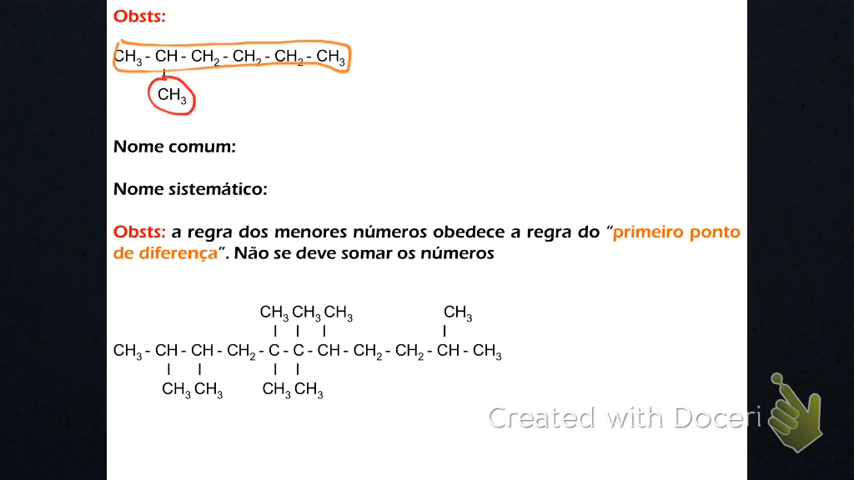 Obsts:
CH3 - CH - CH2 - CH2 - CH2 - CH3
CH3
Nome comum:
Nome sistemático:
Obsts: a regra dos menores números obedece a regra do “primeiro ponto
de diferença”. Não se deve somar os números
CH3 CH3 CH3 CH3
CH3 - CH - CH - CH2 - C - C - CH - CH2 - CH2 - CH - CH3
CH3 CH3 CH3 CH3
Created with Doceri